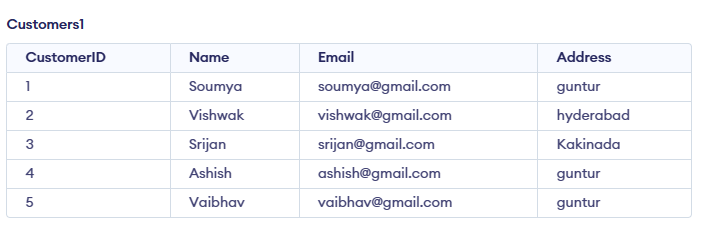 Customers1
CustomerID Name Email Address
1 Soumya soumya@gmail.com guntur
2 Vishwak vishwak@gmail.com hyderabad
3 Srijan srijan@gmail.com Kakinada
4 Ashish ashish@gmail.com guntur
5 Vaibhav vaibhav@gmail.com guntur